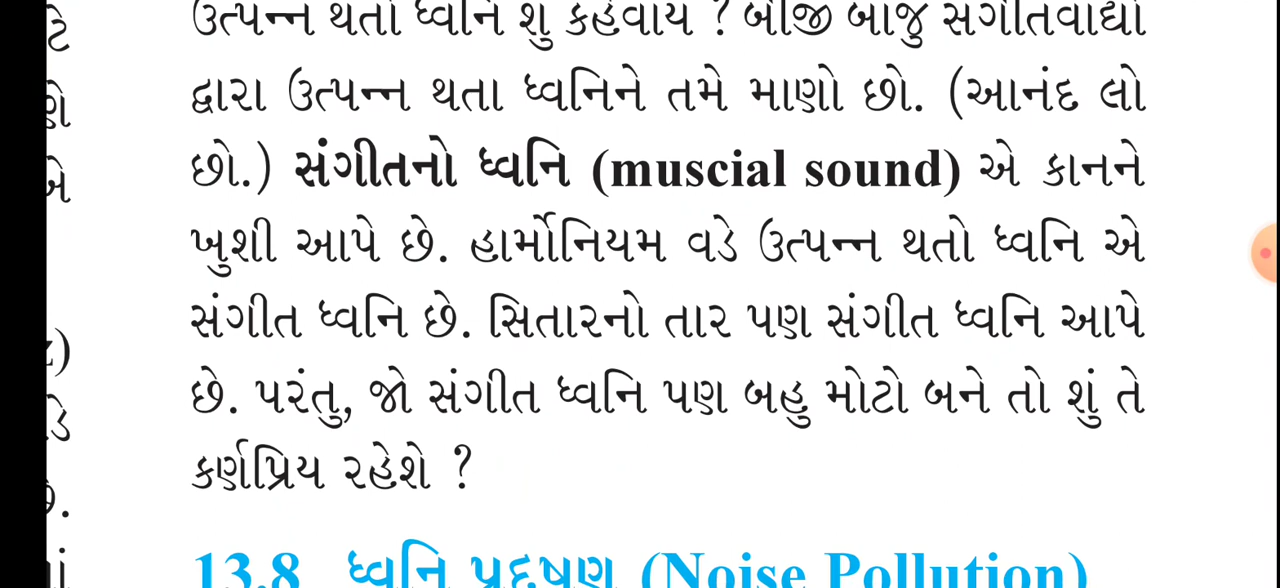 ઉત્પન્ન થતો ધ્વનિ શું કહેવાય ? બીજી બાજુ સંગીતવાદ્યો
દ્વારા ઉત્પન્ન થતા ધ્વનિને તમે માણો છો. (આનંદ લો
છો.) સંગીતનો ધ્વનિ (muscial sound) એ કાનને
ખુશી આપે છે. હાર્મોનિયમ વડે ઉત્પન્ન થતો ધ્વનિ એ
સંગીત ધ્વનિ છે. સિતારનો તાર પણ સંગીત ધ્વનિ આપે
છે. પરંતુ, જો સંગીત ધ્વનિ પણ બહુ મોટો બને તો શું તે
કર્ણપ્રિય રહેશે ?
13.8 ધ્વનિ પ્રદૂષણ (Noise Pollution)